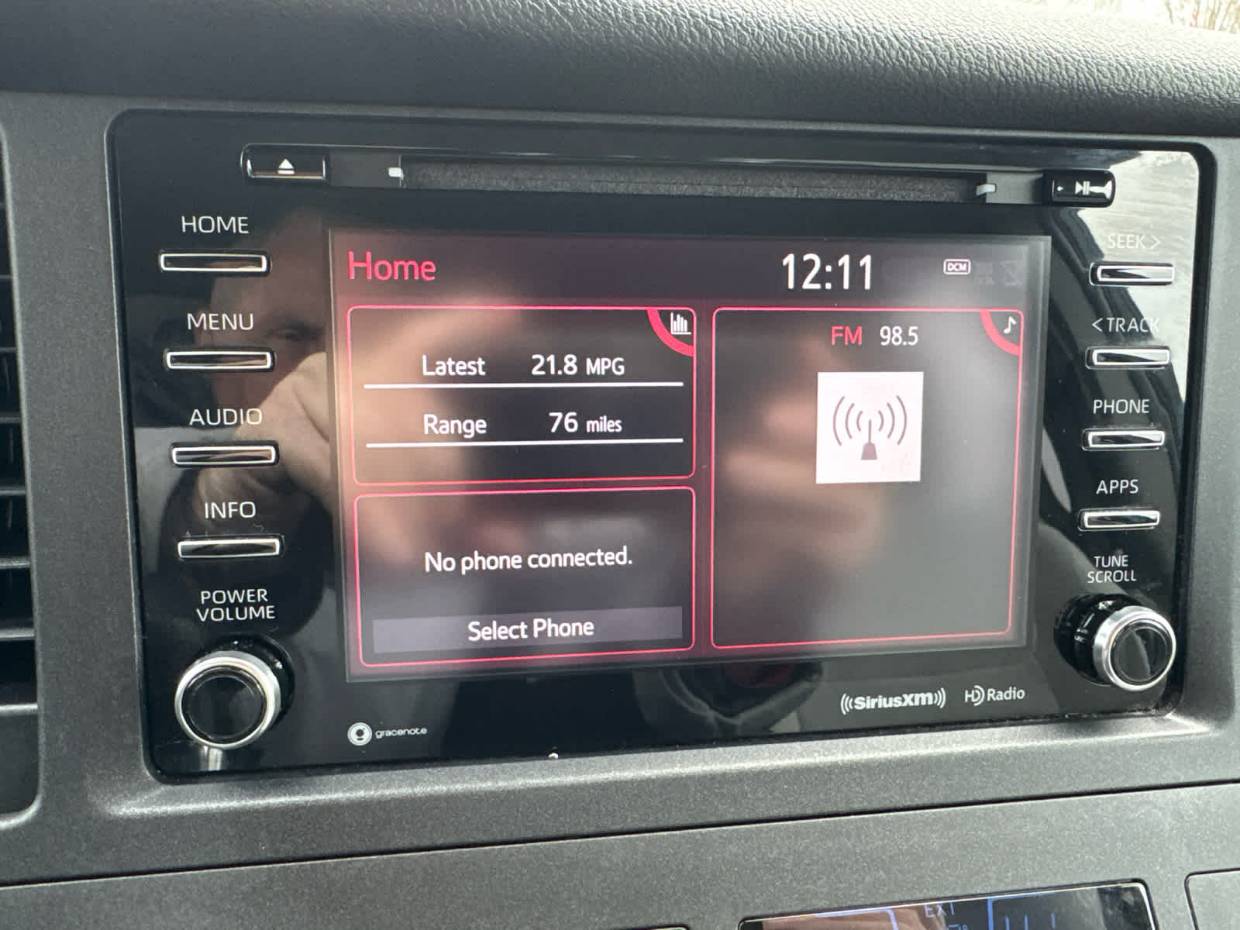 HOME
MENU
AUDIO
INFO
POWER
VOLUME
Home
12:11
DCM
Latest 21.8 MPG
Range 76 miles
No phone connected.
Select Phone
FM 98.5
SEEK >
< TRACK
PHONE
APPS
TUNE
SCROLL
gracenote
SiriusXM
HD Radio
EXT